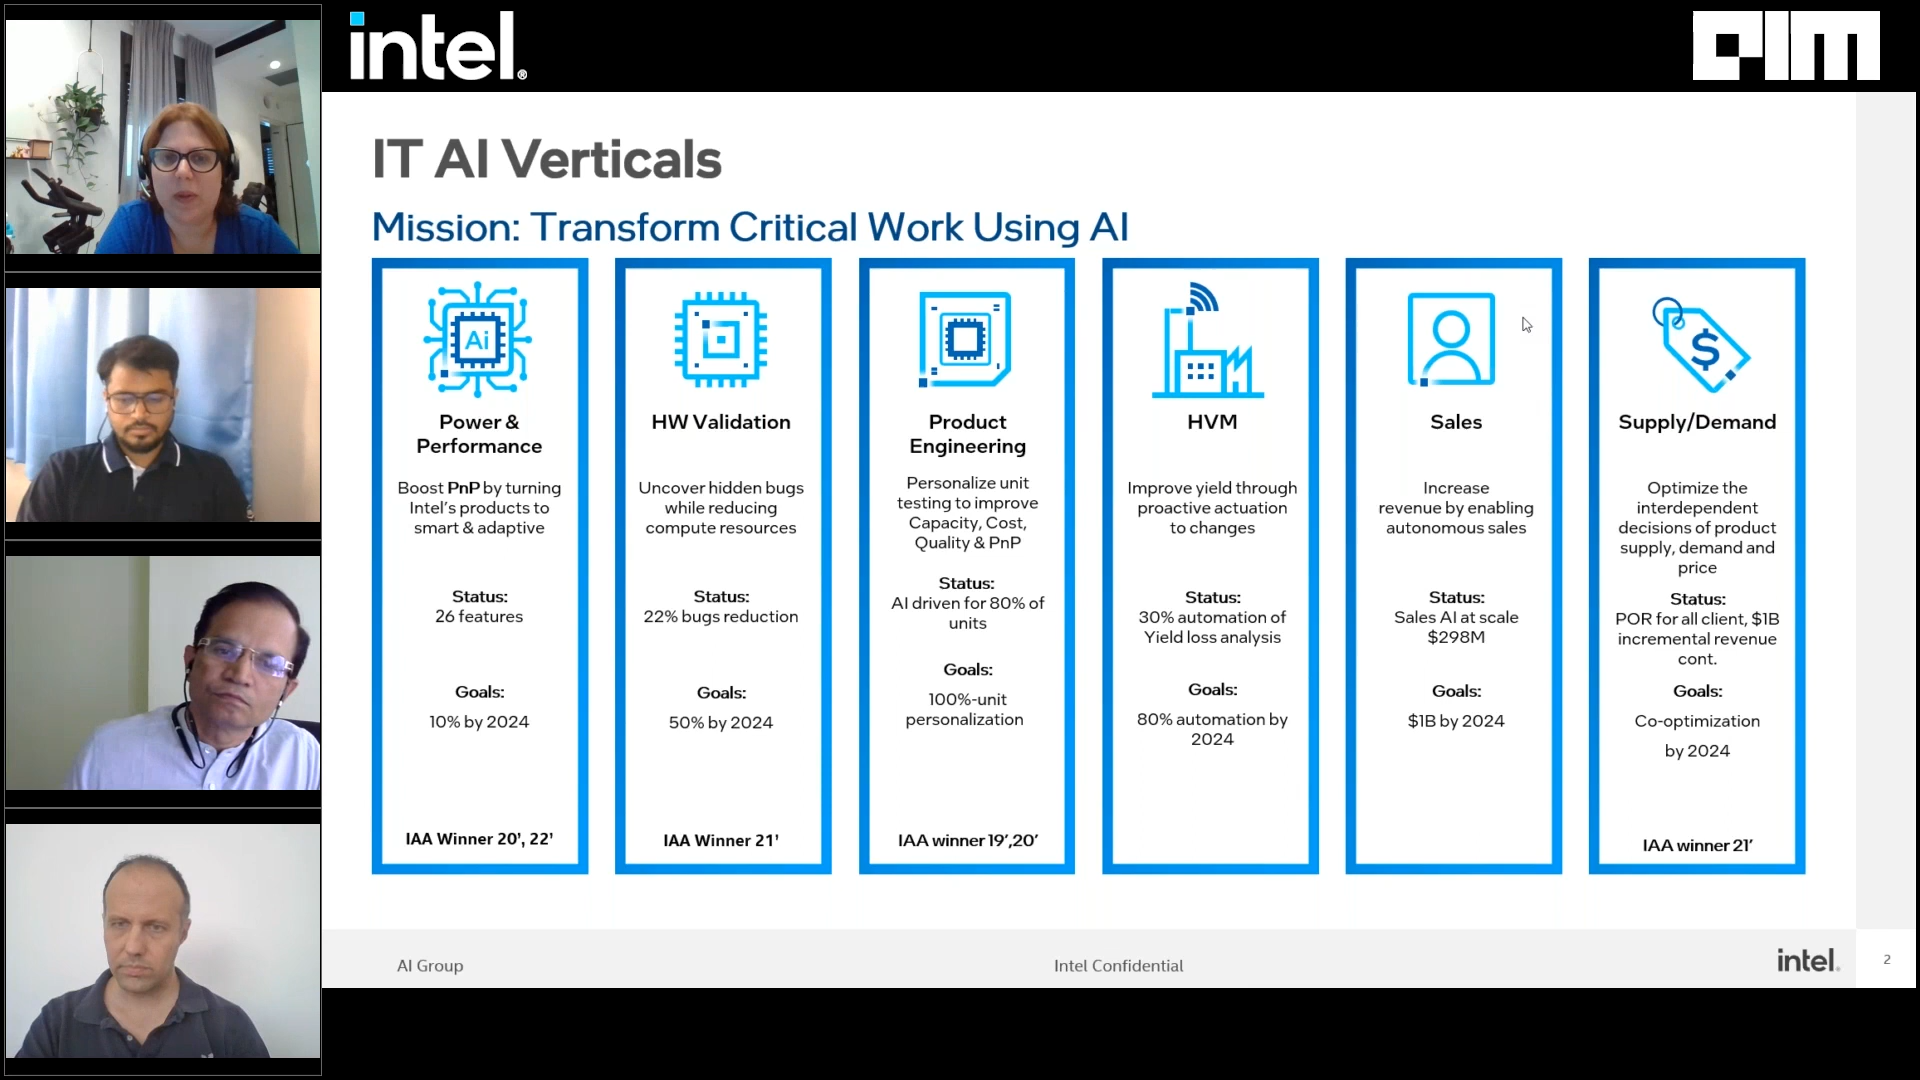 intel.
AIM
IT AI Verticals
Mission: Transform Critical Work Using AI
Ai
Power &
Performance
Boost PnP by turning
Intel's products to
smart & adaptive
Status:
26 features
Goals:
10% by 2024
IAA Winner 20', 22'
HW Validation
Uncover hidden bugs
while reducing
compute resources
Status:
22% bugs reduction
Goals:
50% by 2024
IAA Winner 21'
Product
Engineering
Personalize unit
testing to improve
Capacity, Cost,
Quality & PnP
Status:
AI driven for 80% of
units
Goals:
100%-unit
personalization
IAA winner 19',20'
HVM
Improve yield through
proactive actuation
to changes
Status:
30% automation of
Yield loss analysis
Goals:
80% automation by
2024
Sales
Increase
revenue by enabling
autonomous sales
Status:
Sales AI at scale
$298M
Goals:
$1B by 2024
$
Supply/Demand
Optimize the
interdependent
decisions of product
supply, demand and
price
Status:
POR for all client, $1B
incremental revenue
cont.
Goals:
Co-optimization
by 2024
IAA winner 21'
AI Group
Intel Confidential
intel.
2